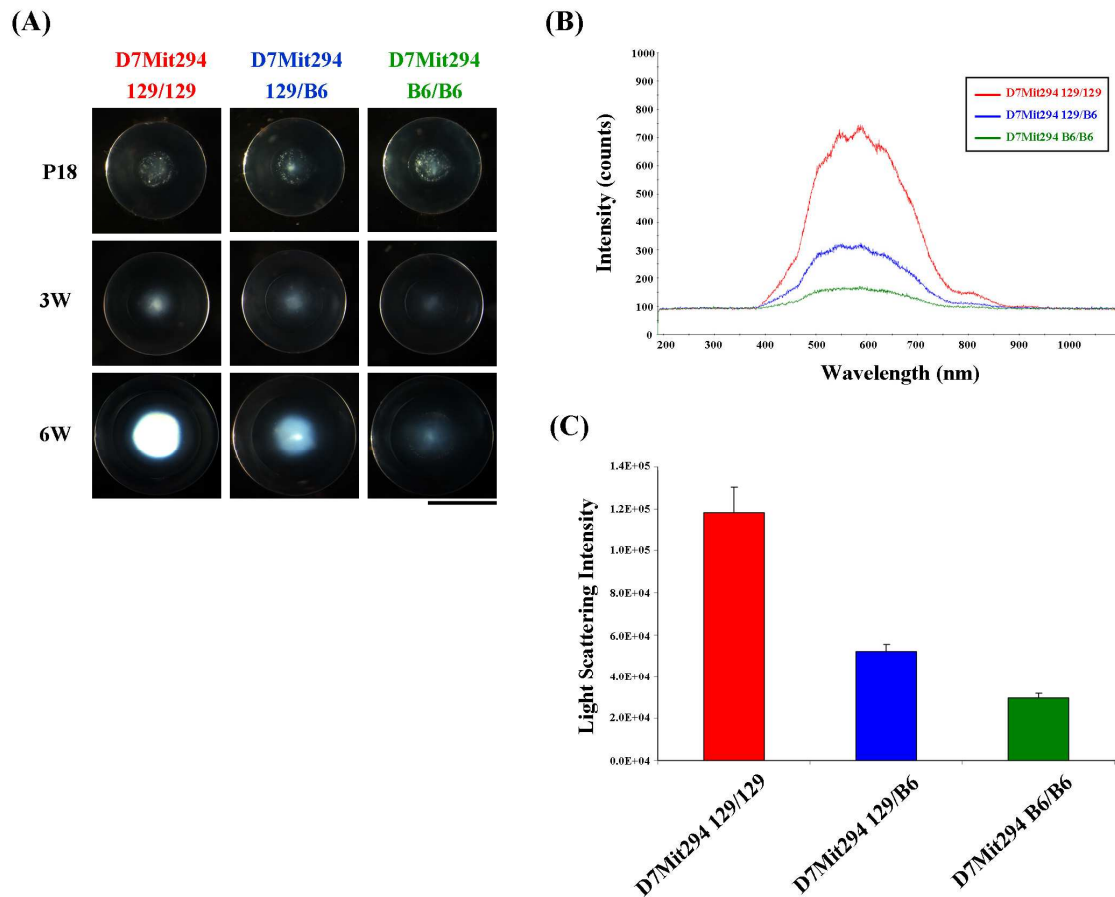 (A)
D7Mit294 D7Mit294 D7Mit294
129/129 129/B6 B6/B6
P18
3W
6W
(B)
1000
900
800
700
600
500
400
300
200
100
0
Intensity (counts)
200 300 400 500 600 700 800 900 1000
Wavelength (nm)
D7Mit294 129/129
D7Mit294 129/B6
D7Mit294 B6/B6
(C)
1.4E+05
1.2E+05
1.0E+05
8.0E+04
6.0E+04
4.0E+04
2.0E+04
0.0E+04
Light Scattering Intensity
D7Mit294 129/129
D7Mit294 129/B6
D7Mit294 B6/B6